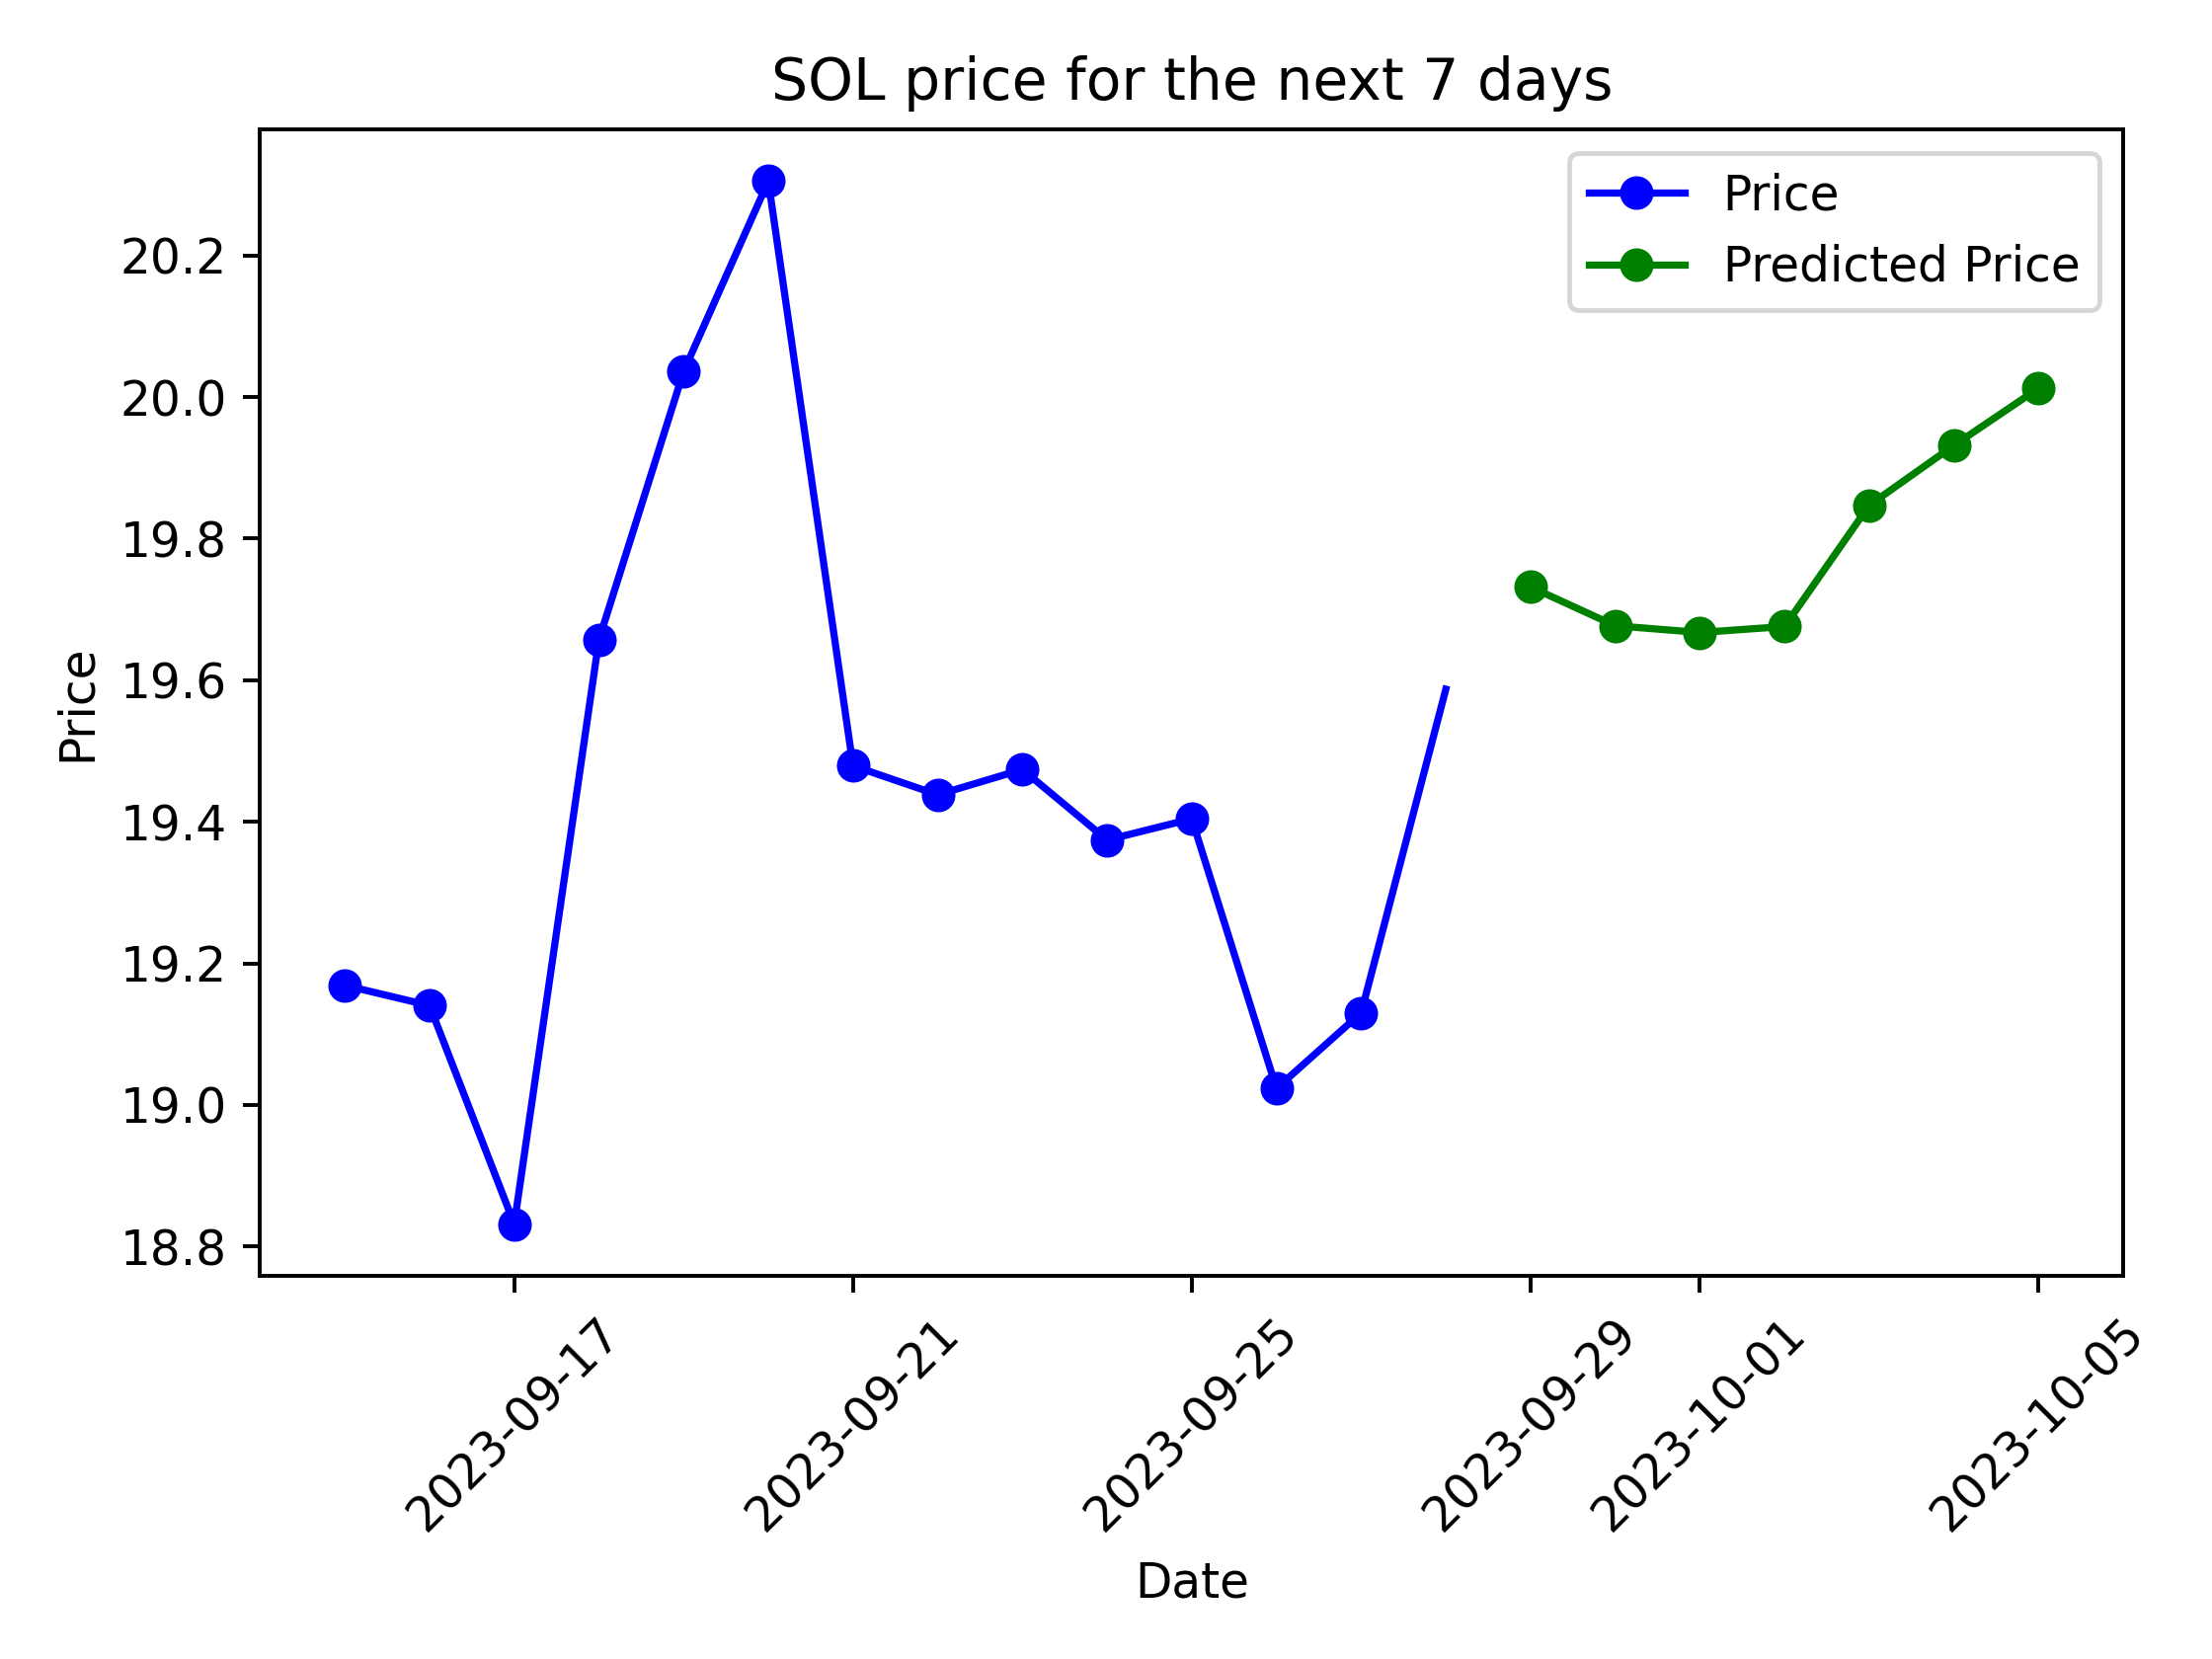 SOL price for the next 7 days
Price
Predicted Price
20.2
20.0
19.8
19.6
19.4
19.2
19.0
18.8
Price
2023-09-17
2023-09-21
2023-09-25
2023-09-29
2023-10-01
2023-10-05
Date